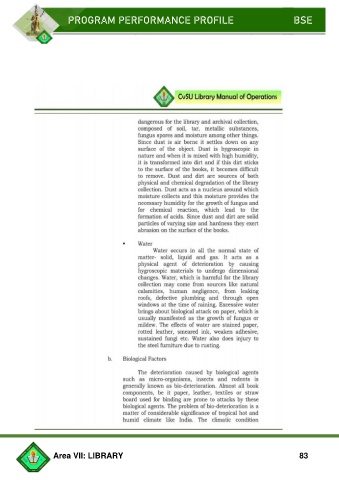 PROGRAM PERFORMANCE PROFILE BSE
CvSU Library Manual of Operations
dangerous for the library and archival collection,
composed of soil, tar, metallic substances,
fungus spores and moisture among other things.
Since dust is air borne it settles down on any
surface of the object. Dust is hygroscopic in
nature and when it is mixed with high humidity,
it is transformed into dirt and if this dirt sticks
to the surface of the books, it becomes difficult
to remove. Dust and dirt are sources of both
physical and chemical degradation of the library
collection. Dust acts as a nucleus around which
moisture collects and this moisture provides the
necessary humidity for the growth of fungus and
for chemical reaction, which lead to the
formation of acids. Since dust and dirt are solid
particles of varying size and hardness they exert
abrasion on the surface of the books.
• Water
Water occurs in all the normal state of
matter- solid, liquid and gas. It acts as a
physical agent of deterioration by causing
hygroscopic materials to undergo dimensional
changes. Water, which is harmful for the library
collection may come from sources like natural
calamities, human negligence, from leaking
roofs, defective plumbing and through open
windows at the time of raining. Excessive water
brings about biological attack on paper, which is
usually manifested as the growth of fungus or
mildew. The effects of water are stained paper,
rotted leather, smeared ink, weaken adhesive,
sustained fungi etc. Water also does injury to
the steel furniture due to rusting.
b. Biological Factors
The deterioration caused by biological agents
such as micro-organisms, insects and rodents is
generally known as bio-deterioration. Almost all book
components, be it paper, leather, textiles or straw
board used for binding are prone to attacks by these
biological agents. The problem of bio-deterioration is a
matter of considerable significance of tropical hot and
humid climate like India. The climatic condition
Area VII: LIBRARY 83